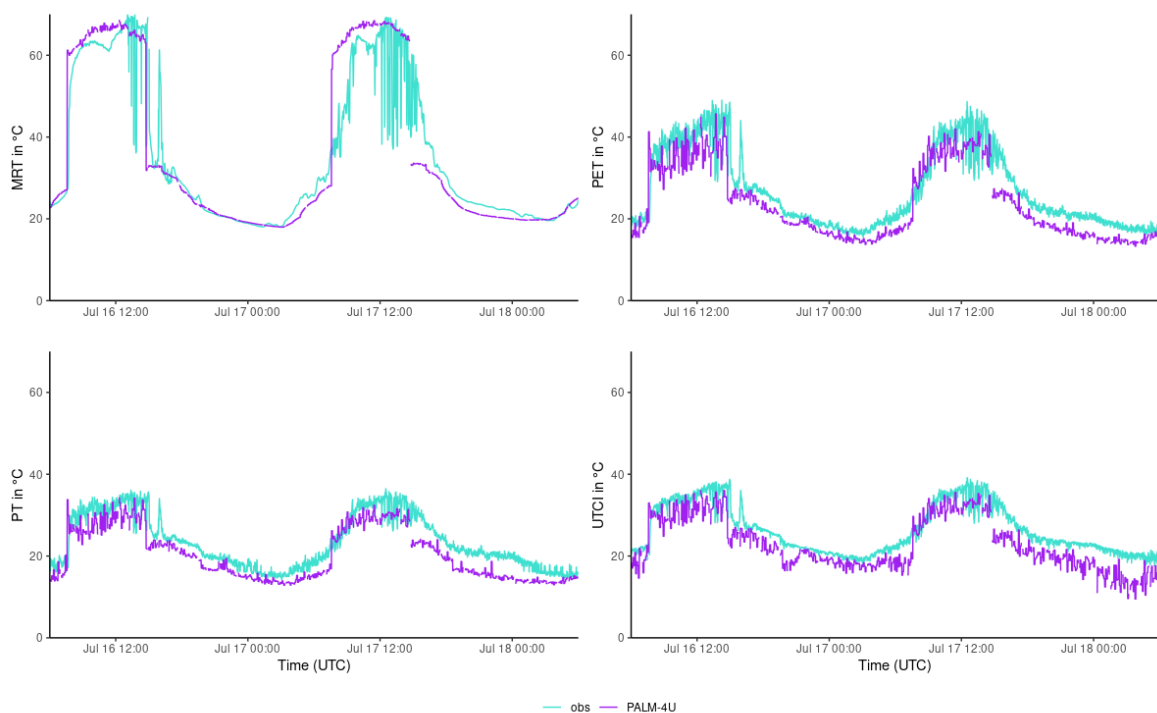 MRT in °C
60
40
20
0
Jul 16 12:00
Jul 17 00:00
Jul 17 12:00
Jul 18 00:00
PET in °C
60
40
20
0
Jul 16 12:00
Jul 17 00:00
Jul 17 12:00
Jul 18 00:00
PT in °C
60
40
20
0
Jul 16 12:00
Jul 17 00:00
Jul 17 12:00
Jul 18 00:00
Time (UTC)
UTCI in °C
60
40
20
0
Jul 16 12:00
Jul 17 00:00
Jul 17 12:00
Jul 18 00:00
Time (UTC)
obs
PALM-4U